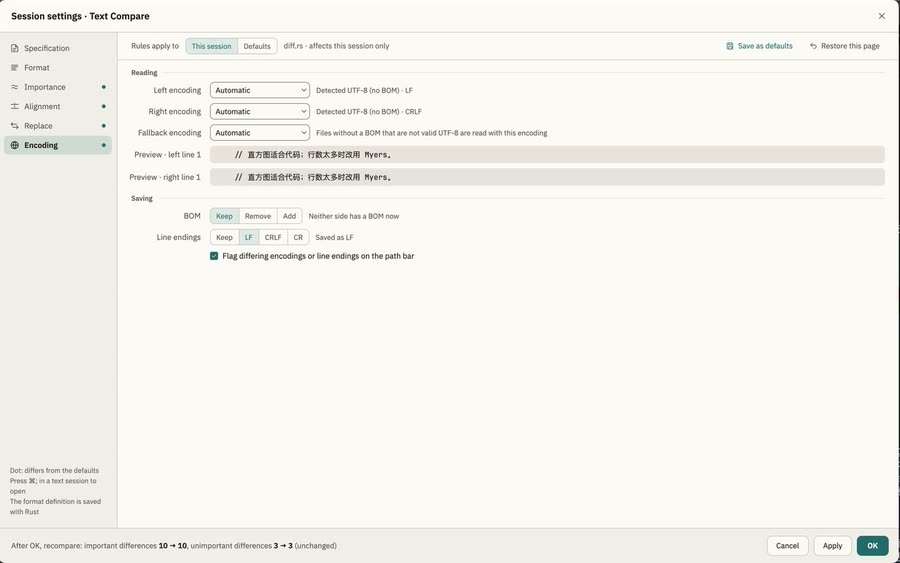 Session settings · Text Compare
Specification
Format
Importance
Alignment
Replace
Encoding
Dot: differs from the defaults
Press ⌘; in a text session to
open
The format definition is saved
with Rust
Rules apply to This session Defaults diff.rs · affects this session only Save as defaults Restore this page
Reading
Left encoding Automatic Detected UTF-8 (no BOM) · LF
Right encoding Automatic Detected UTF-8 (no BOM) · CRLF
Fallback encoding Automatic Files without a BOM that are not valid UTF-8 are read with this encoding
Preview · left line 1 // 直方图适合代码；行数太多时改用 Myers。
Preview · right line 1 // 直方图适合代码；行数太多时改用 Myers。
Saving
BOM Keep Remove Add Neither side has a BOM now
Line endings Keep LF CRLF CR Saved as LF
Flag differing encodings or line endings on the path bar
After OK, recompare: important differences 10 → 10, unimportant differences 3 → 3 (unchanged) Cancel Apply OK